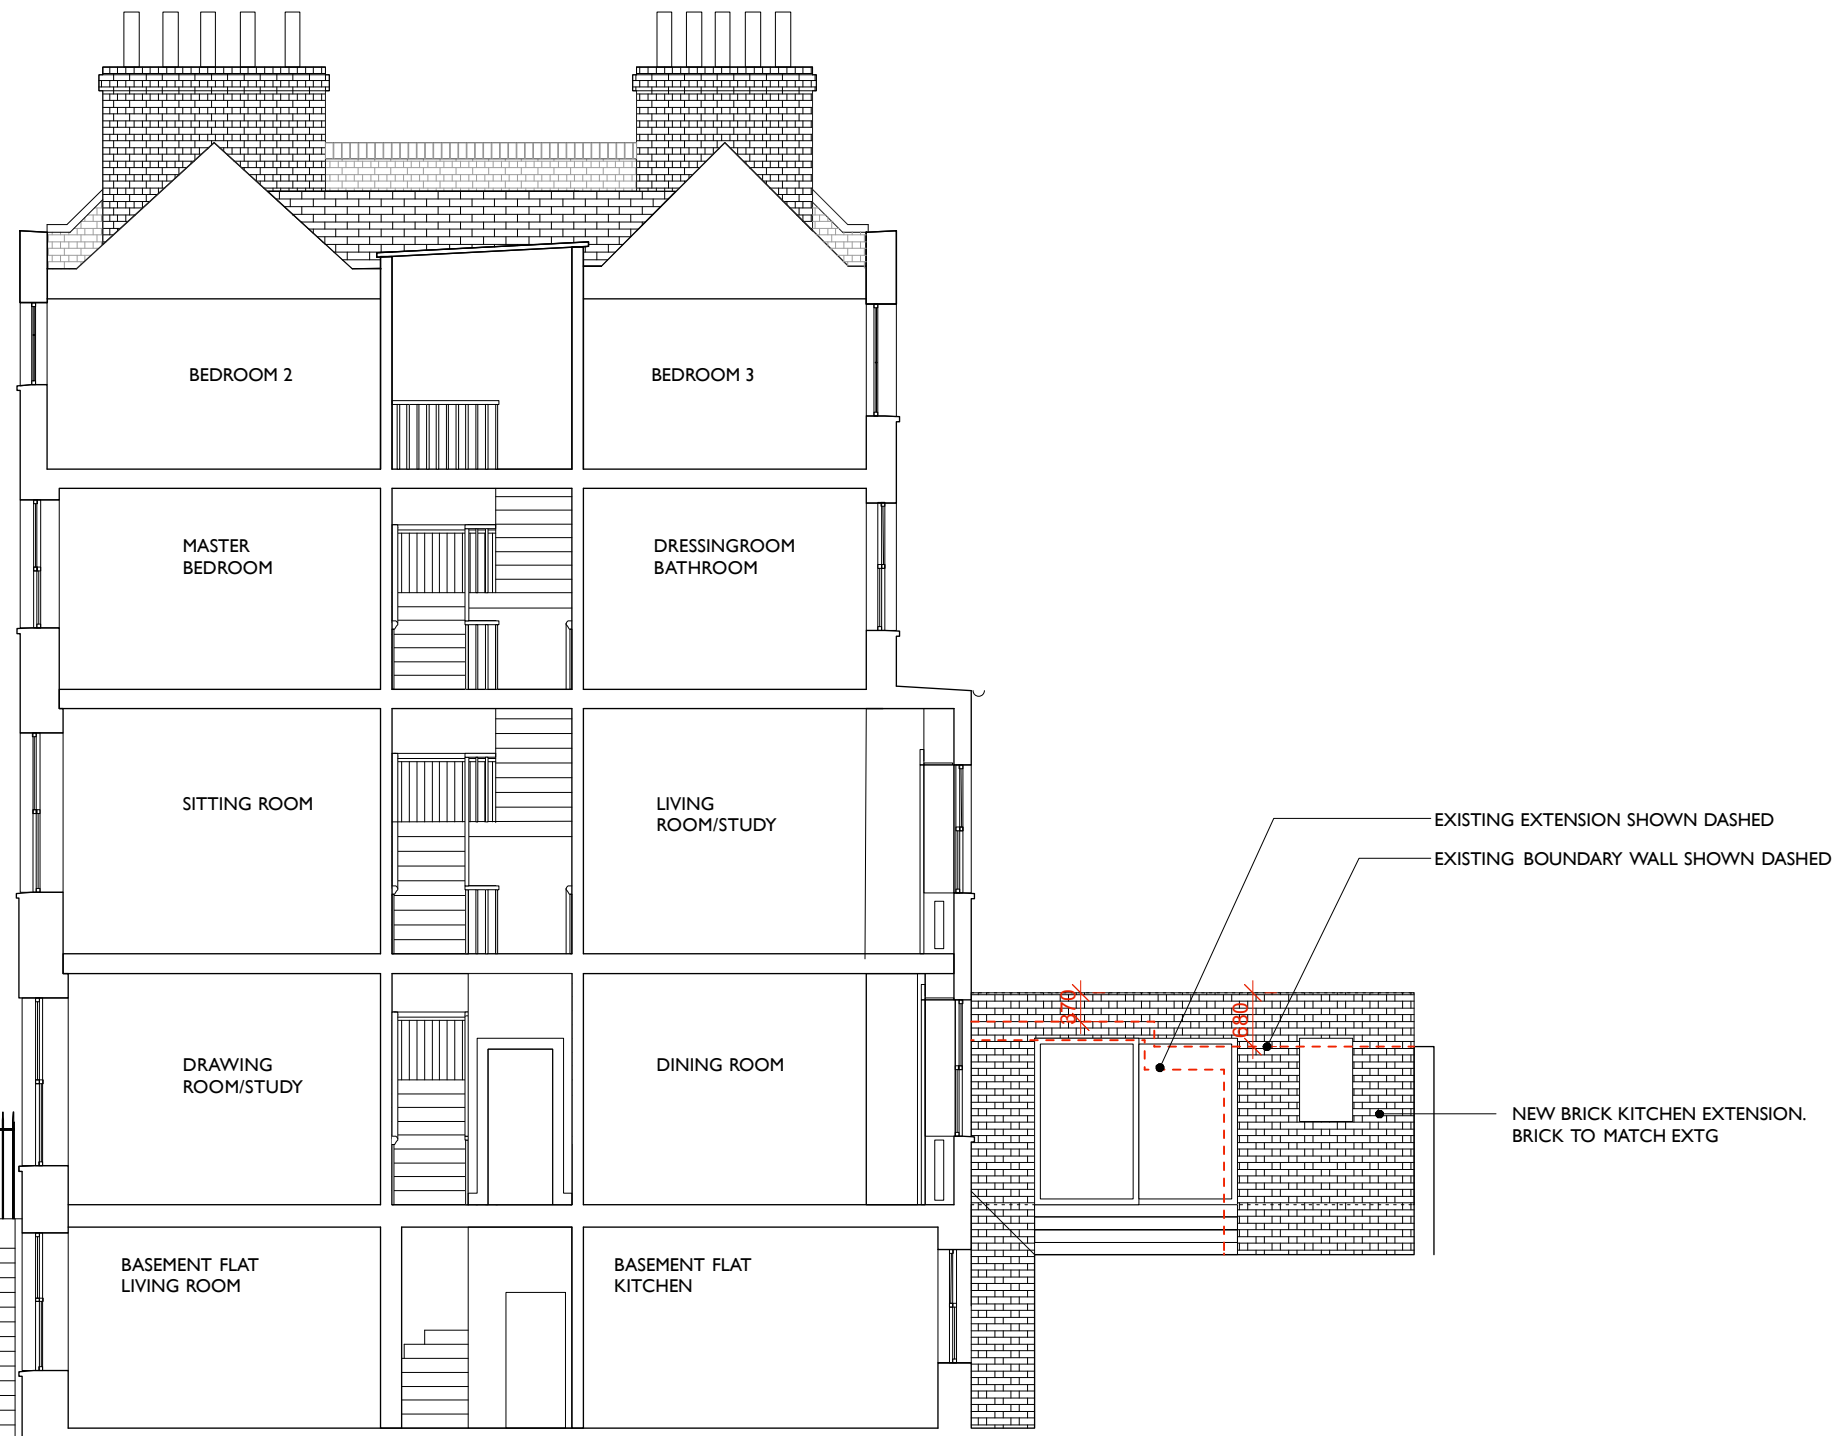 BEDROOM 2
BEDROOM 3
MASTER
BEDROOM
DRESSINGROOM
BATHROOM
SITTING ROOM
LIVING
ROOM/STUDY
EXISTING EXTENSION SHOWN DASHED
EXISTING BOUNDARY WALL SHOWN DASHED
370
680
DRAWING
ROOM/STUDY
DINING ROOM
NEW BRICK KITCHEN EXTENSION.
BRICK TO MATCH EXTG
BASEMENT FLAT
LIVING ROOM
BASEMENT FLAT
KITCHEN